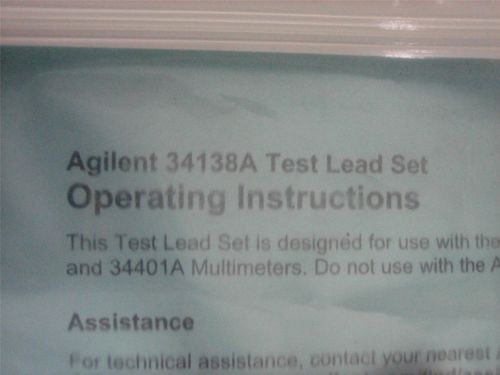 Agilent 34138A Test Lead Set
Operating Instructions
This Test Lead Set is designed for use with the
and 34401A Multimeters. Do not use with the A
Assistance
For technical assistance, contact your nearest